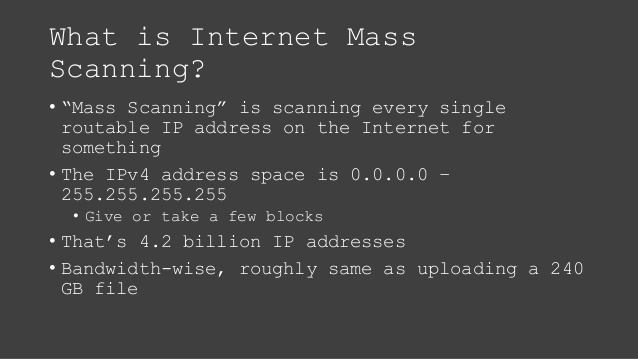 What is Internet Mass
Scanning?
• “Mass Scanning” is scanning every single
routable IP address on the Internet for
something
• The IPv4 address space is 0.0.0.0 –
255.255.255.255
• Give or take a few blocks
• That’s 4.2 billion IP addresses
• Bandwidth-wise, roughly same as uploading a 240
GB file